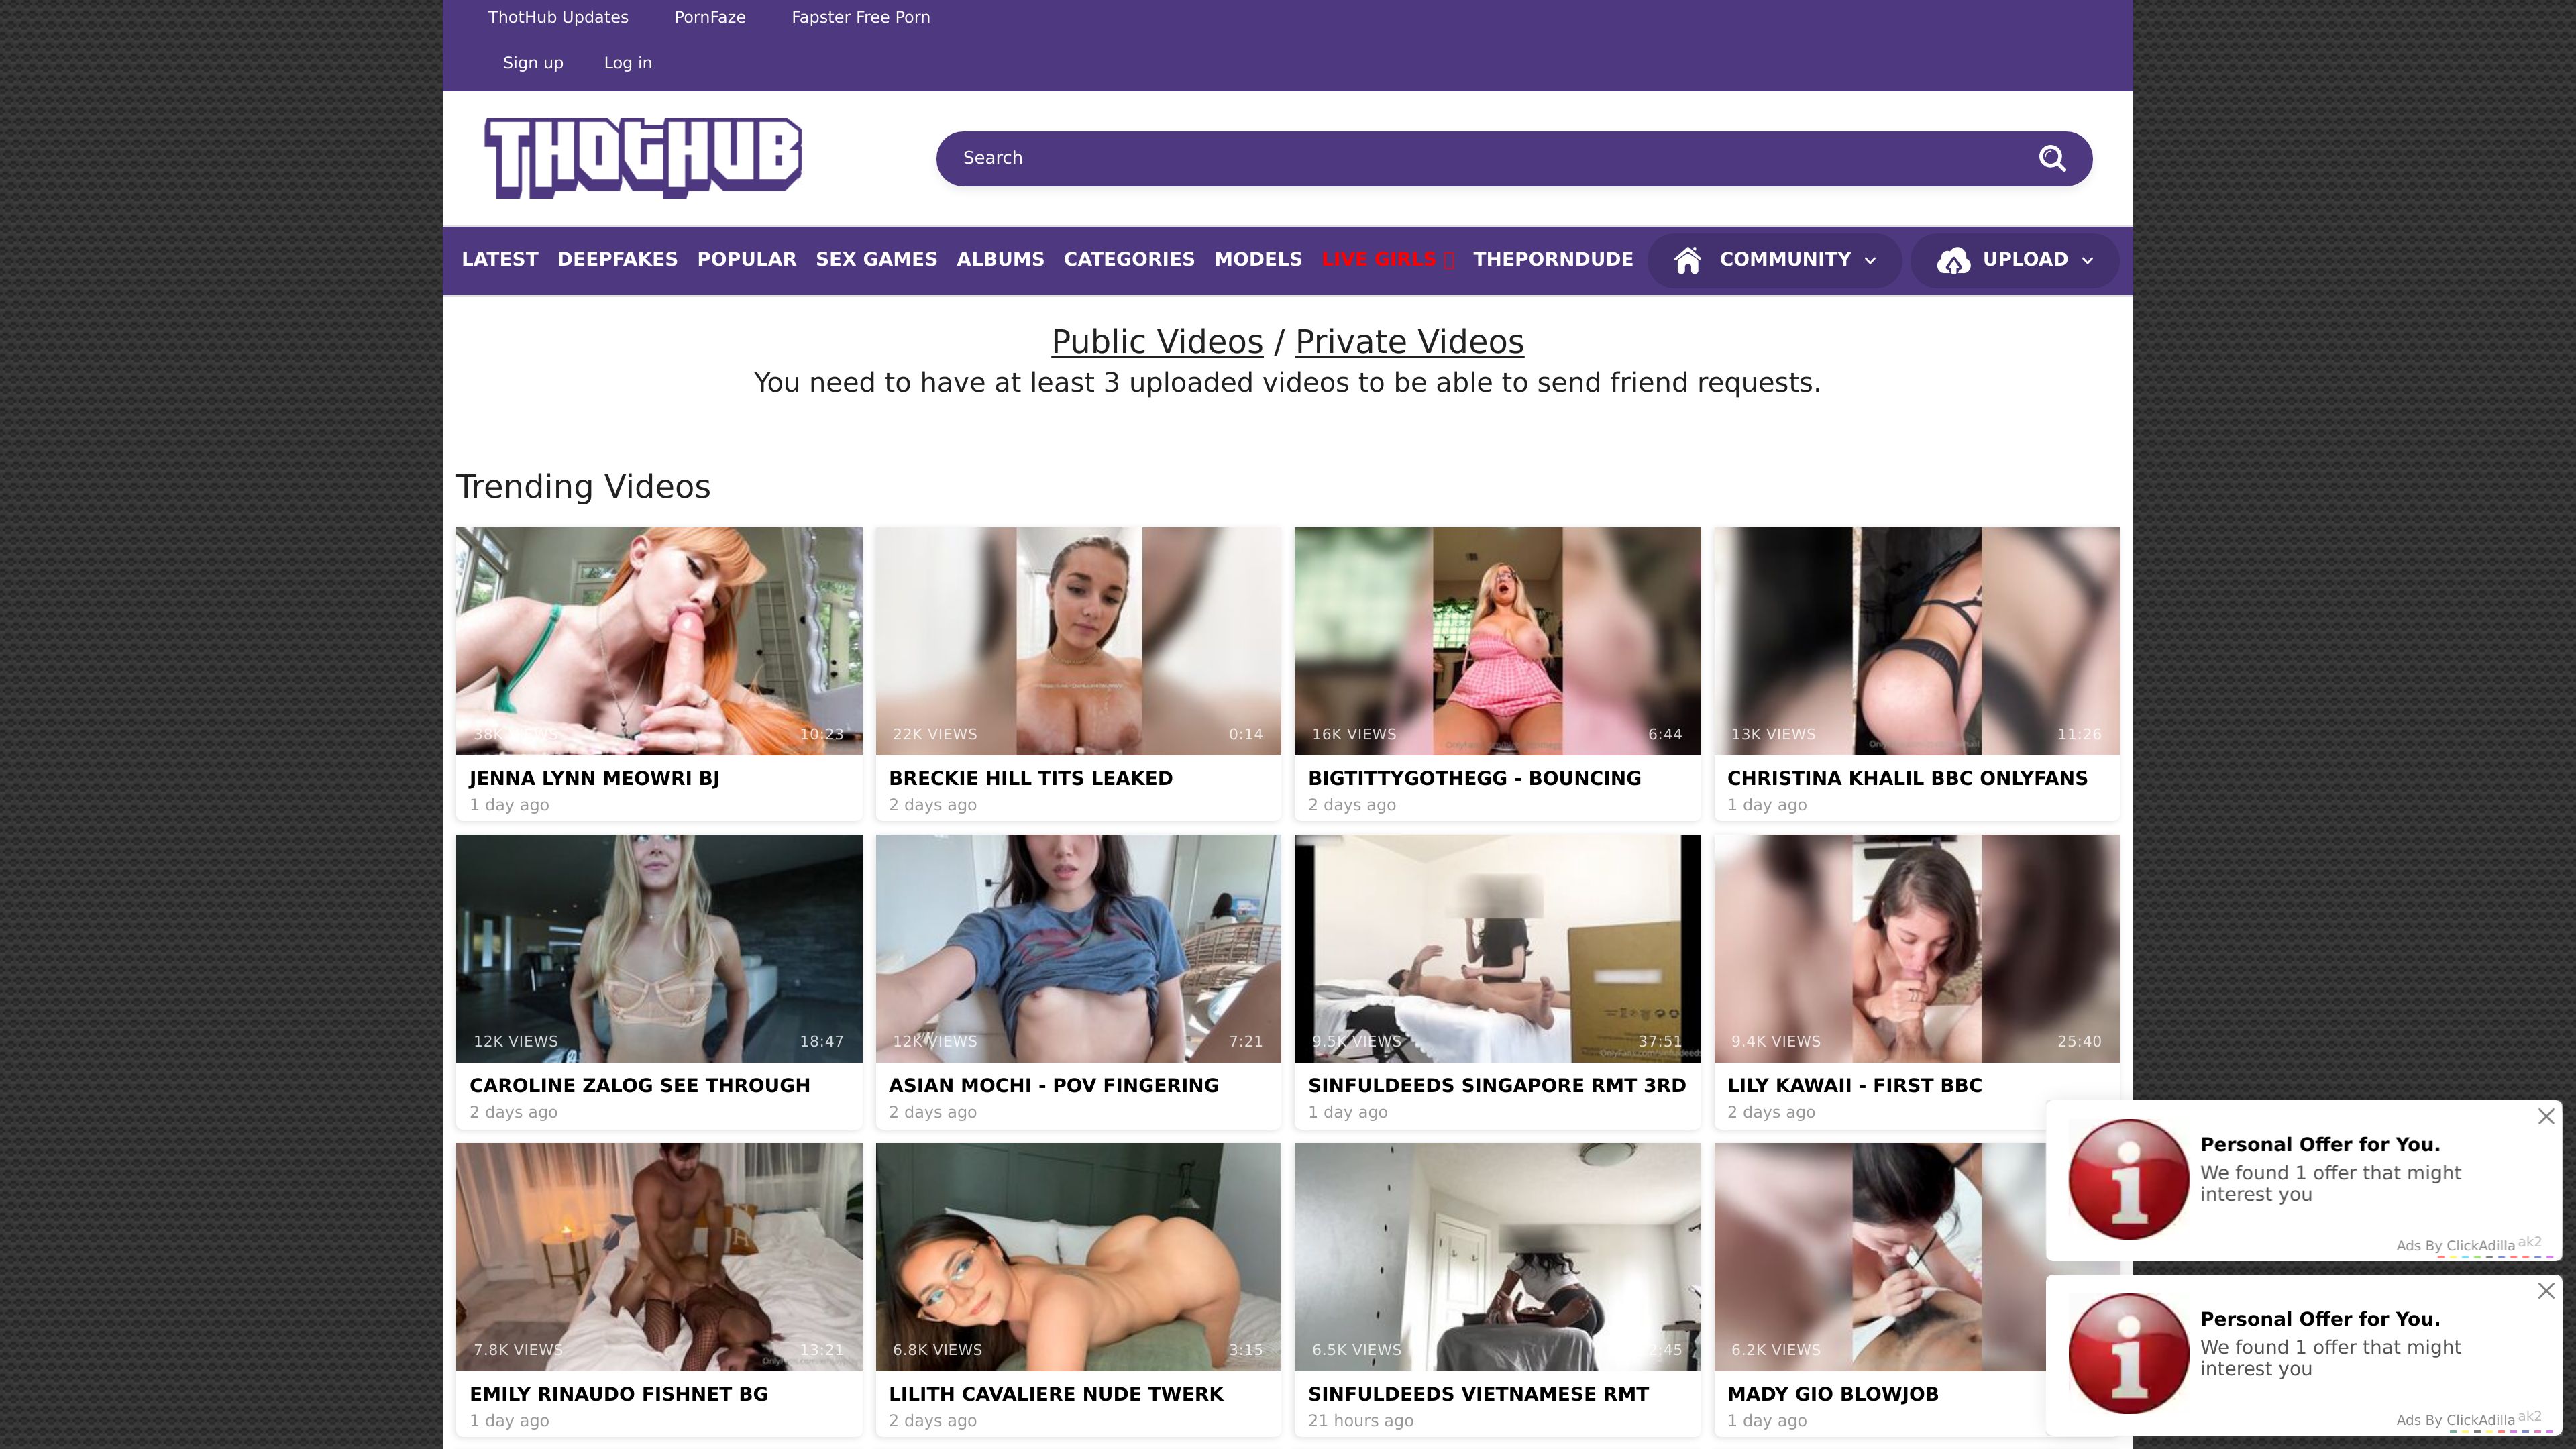 ThotHub Updates PornFaze Fapster Free Porn
Sign up Log in
THOTHUB
Search
LATEST DEEPFAKES POPULAR SEX GAMES ALBUMS CATEGORIES MODELS LIVE GIRLS THEPORNDUDE COMMUNITY UPLOAD
Public Videos / Private Videos
You need to have at least 3 uploaded videos to be able to send friend requests.
Trending Videos
38K VIEWS 10:23
22K VIEWS 0:14
16K VIEWS 6:44
13K VIEWS 11:26
JENNA LYNN MEOWRI BJ
1 day ago
BRECKIE HILL TITS LEAKED
2 days ago
BIGTITTYGOTHEGG - BOUNCING
2 days ago
CHRISTINA KHALIL BBC ONLYFANS
1 day ago
12K VIEWS 18:47
12K VIEWS 7:21
9.5K VIEWS 37:51
9.4K VIEWS 25:40
CAROLINE ZALOG SEE THROUGH
2 days ago
ASIAN MOCHI - POV FINGERING
2 days ago
SINFULDEEDS SINGAPORE RMT 3RD
1 day ago
LILY KAWAII - FIRST BBC
2 days ago
7.8K VIEWS 13:21
6.8K VIEWS 3:15
6.5K VIEWS
6.2K VIEWS
EMILY RINAUDO FISHNET BG
1 day ago
LILITH CAVALIERE NUDE TWERK
2 days ago
SINFULDEEDS VIETNAMESE RMT
21 hours ago
MADY GIO BLOWJOB
1 day ago
Personal Offer for You.
We found 1 offer that might
interest you
Ads By ClickAdilla ak2
Personal Offer for You.
We found 1 offer that might
interest you
Ads By ClickAdilla ak2